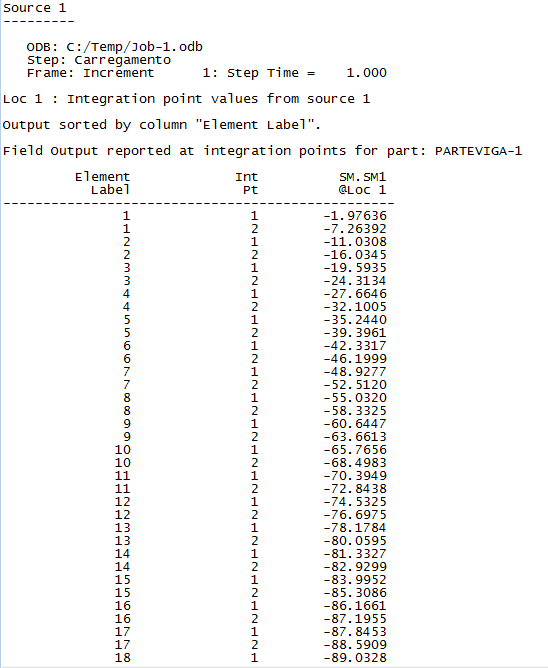 Source 1
---------
ODB: C:/Temp/Job-1.odb
Step: Carregamento
Frame: Increment      1: Step Time =    1.000
Loc 1 : Integration point values from source 1
Output sorted by column "Element Label".
Field Output reported at integration points for part: PARTEVIGA-1
Element             Int          SM.SM1
Label              Pt          @Loc 1
-------------------------------------------------
1               1        -1.97636
1               2        -7.26392
2               1        -11.0308
2               2        -16.0345
3               1        -19.5935
3               2        -24.3134
4               1        -27.6646
4               2        -32.1005
5               1        -35.2440
5               2        -39.3961
6               1        -42.3317
6               2        -46.1999
7               1        -48.9277
7               2        -52.5120
8               1        -55.0320
8               2        -58.3325
9               1        -60.6447
9               2        -63.6613
10               1        -65.7656
10               2        -68.4983
11               1        -70.3949
11               2        -72.8438
12               1        -74.5325
12               2        -76.6975
13               1        -78.1784
13               2        -80.0595
14               1        -81.3327
14               2        -82.9299
15               1        -83.9952
15               2        -85.3086
16               1        -86.1661
16               2        -87.1955
17               1        -87.8453
17               2        -88.5909
18               1        -89.0328